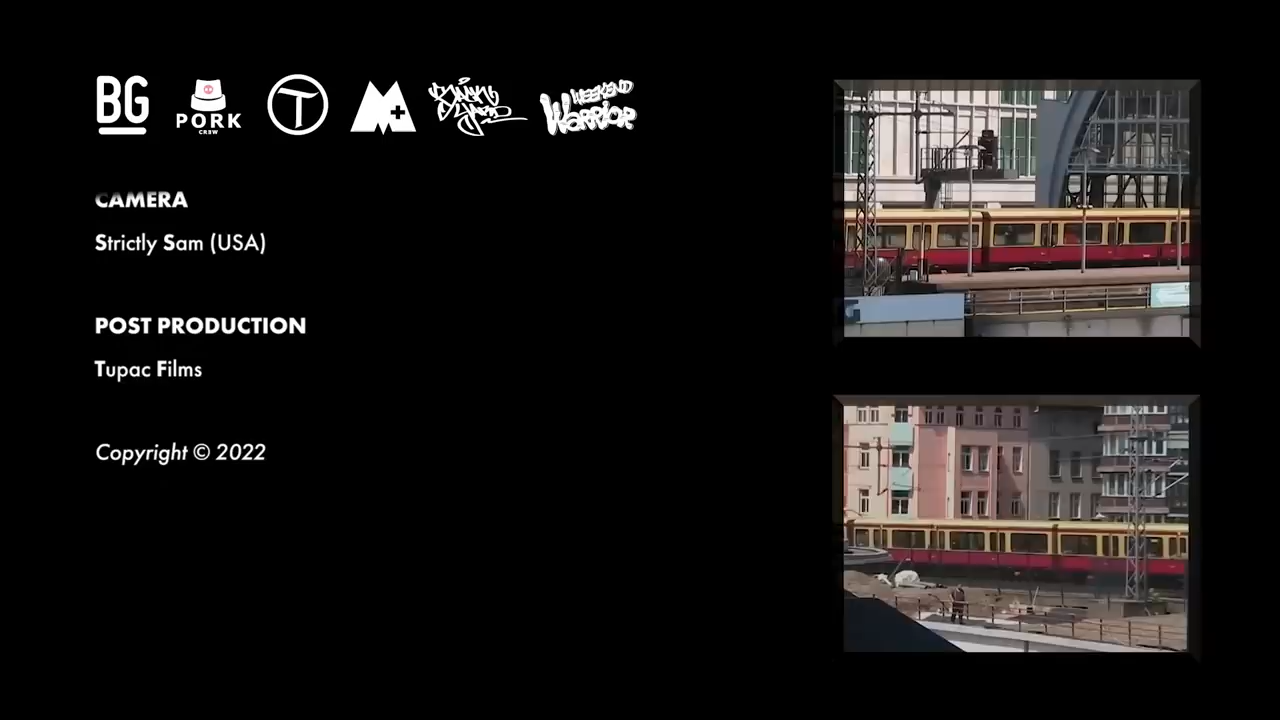 BG
PORK
CREW
T
M+
WEEKEND
WARRIOR
CAMERA
Strictly Sam (USA)
POST PRODUCTION
Tupac Films
Copyright © 2022